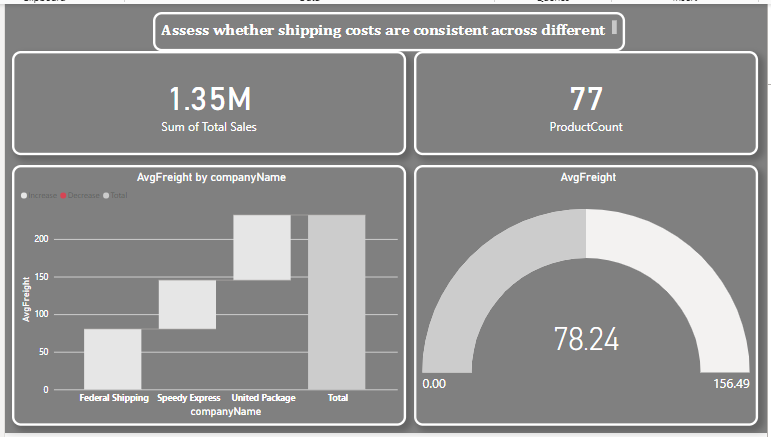 Assess whether shipping costs are consistent across different
1.35M
Sum of Total Sales
77
ProductCount
AvgFreight by companyName
Increase Decrease Total
AvgFreight
200
150
100
50
0
Federal Shipping Speedy Express United Package Total
companyName
AvgFreight
78.24
0.00 156.49